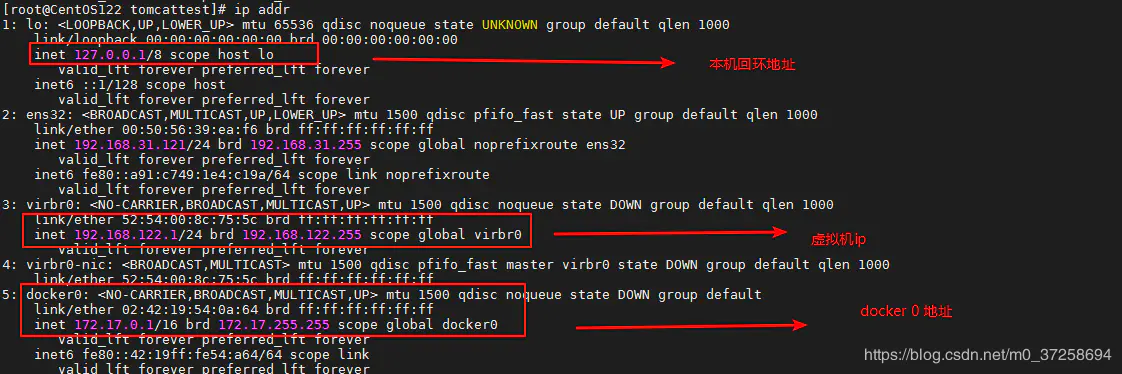 [root@CentOS122 tomcattest]# ip addr
1: lo: <LOOPBACK,UP,LOWER_UP> mtu 65536 qdisc noqueue state UNKNOWN group default qlen 1000
link/loopback 00:00:00:00:00:00 brd 00:00:00:00:00:00
inet 127.0.0.1/8 scope host lo
本机回环地址
valid_lft forever preferred_lft forever
inet6 ::1/128 scope host
valid_lft forever preferred_lft forever
2: ens32: <BROADCAST,MULTICAST,UP,LOWER_UP> mtu 1500 qdisc pfifo_fast state UP group default qlen 1000
link/ether 00:50:56:39:ea:f6 brd ff:ff:ff:ff:ff:ff
inet 192.168.31.121/24 brd 192.168.31.255 scope global noprefixroute ens32
valid_lft forever preferred_lft forever
inet6 fe80::a91:c749:1e4:c19a/64 scope link noprefixroute
valid_lft forever preferred_lft forever
3: virbr0: <NO-CARRIER,BROADCAST,MULTICAST,UP> mtu 1500 qdisc noqueue state DOWN group default qlen 1000
link/ether 52:54:00:8c:75:5c brd ff:ff:ff:ff:ff:ff
inet 192.168.122.1/24 brd 192.168.122.255 scope global virbr0
虚拟机ip
valid_lft forever preferred_lft forever
4: virbr0-nic: <BROADCAST,MULTICAST> mtu 1500 qdisc pfifo_fast master virbr0 state DOWN group default qlen 1000
link/ether 52:54:00:8c:75:5c brd ff:ff:ff:ff:ff:ff
5: docker0: <NO-CARRIER,BROADCAST,MULTICAST,UP> mtu 1500 qdisc noqueue state DOWN group default
link/ether 02:42:19:54:0a:64 brd ff:ff:ff:ff:ff:ff
docker 0 地址
inet 172.17.0.1/16 brd 172.17.255.255 scope global docker0
valid_lft forever preferred_lft forever
inet6 fe80::42:19ff:fe54:a64/64 scope link
valid_lft forever preferred_lft forever
https://blog.csdn.net/m0_37258694